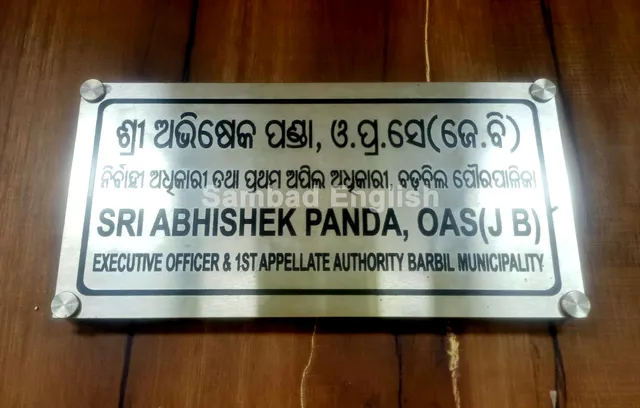 ଶ୍ରୀ ଅଭିଷେକ ପଣ୍ଡା, ଓ.ପ୍ର.ସେ(ଜେ.ବି)
ନିର୍ବାହୀ ଅଧିକାରୀ ତଥା ପ୍ରଥମ ଅପିଲ ଅଧିକାରୀ, ବଡ଼ବିଲ ପୌରପାଳିକା
Sambad English
SRI ABHISHEK PANDA, OAS(J B)
EXECUTIVE OFFICER & 1ST APPELLATE AUTHORITY BARBIL MUNICIPALITY